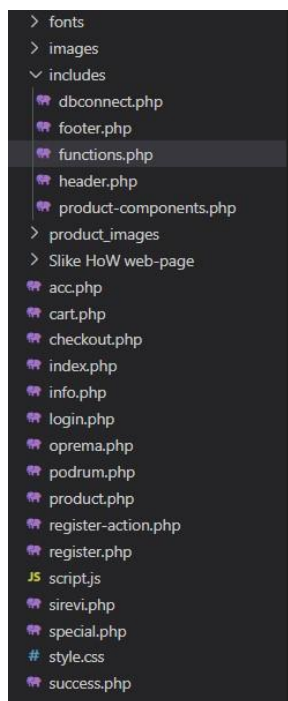 fonts
images
includes
dbconnect.php
footer.php
functions.php
header.php
product-components.php
product_images
Slike HoW web-page
acc.php
cart.php
checkout.php
index.php
info.php
login.php
oprema.php
podrum.php
product.php
register-action.php
register.php
JS script.js
sirevi.php
special.php
# style.css
success.php